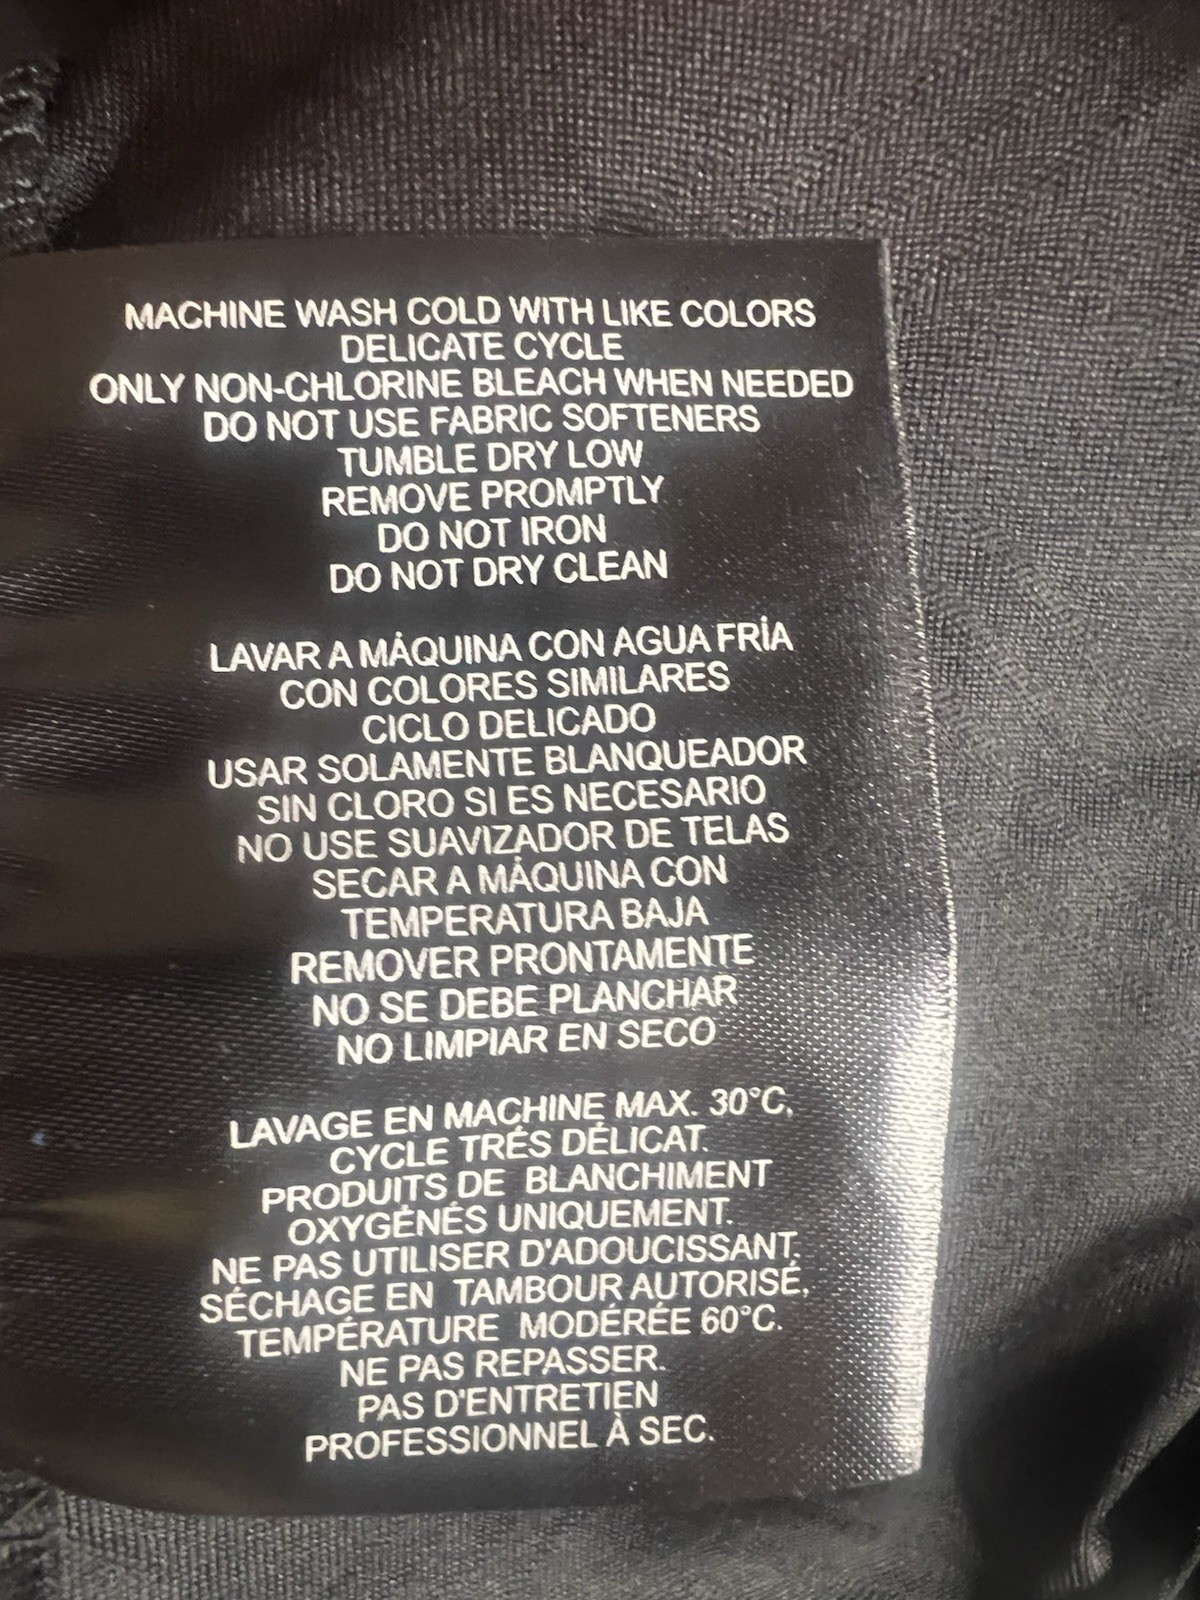 MACHINE WASH COLD WITH LIKE COLORS
DELICATE CYCLE
ONLY NON-CHLORINE BLEACH WHEN NEEDED
DO NOT USE FABRIC SOFTENERS
TUMBLE DRY LOW
REMOVE PROMPTLY
DO NOT IRON
DO NOT DRY CLEAN
LAVAR A MÁQUINA CON AGUA FRÍA
CON COLORES SIMILARES
CICLO DELICADO
USAR SOLAMENTE BLANQUEADOR
SIN CLORO SI ES NECESARIO
NO USE SUAVIZADOR DE TELAS
SECAR A MÁQUINA CON
TEMPERATURA BAJA
REMOVER PRONTAMENTE
NO SE DEBE PLANCHAR
NO LIMPIAR EN SECO
LAVAGE EN MACHINE MAX. 30°C,
CYCLE TRÉS DÉLICAT.
PRODUITS DE BLANCHIMENT
OXYGÉNÉS UNIQUEMENT.
NE PAS UTILISER D'ADOUCISSANT.
SÉCHAGE EN TAMBOUR AUTORISÉ,
TEMPÉRATURE MODÉRÉE 60°C.
NE PAS REPASSER.
PAS D'ENTRETIEN
PROFESSIONNEL À SEC.